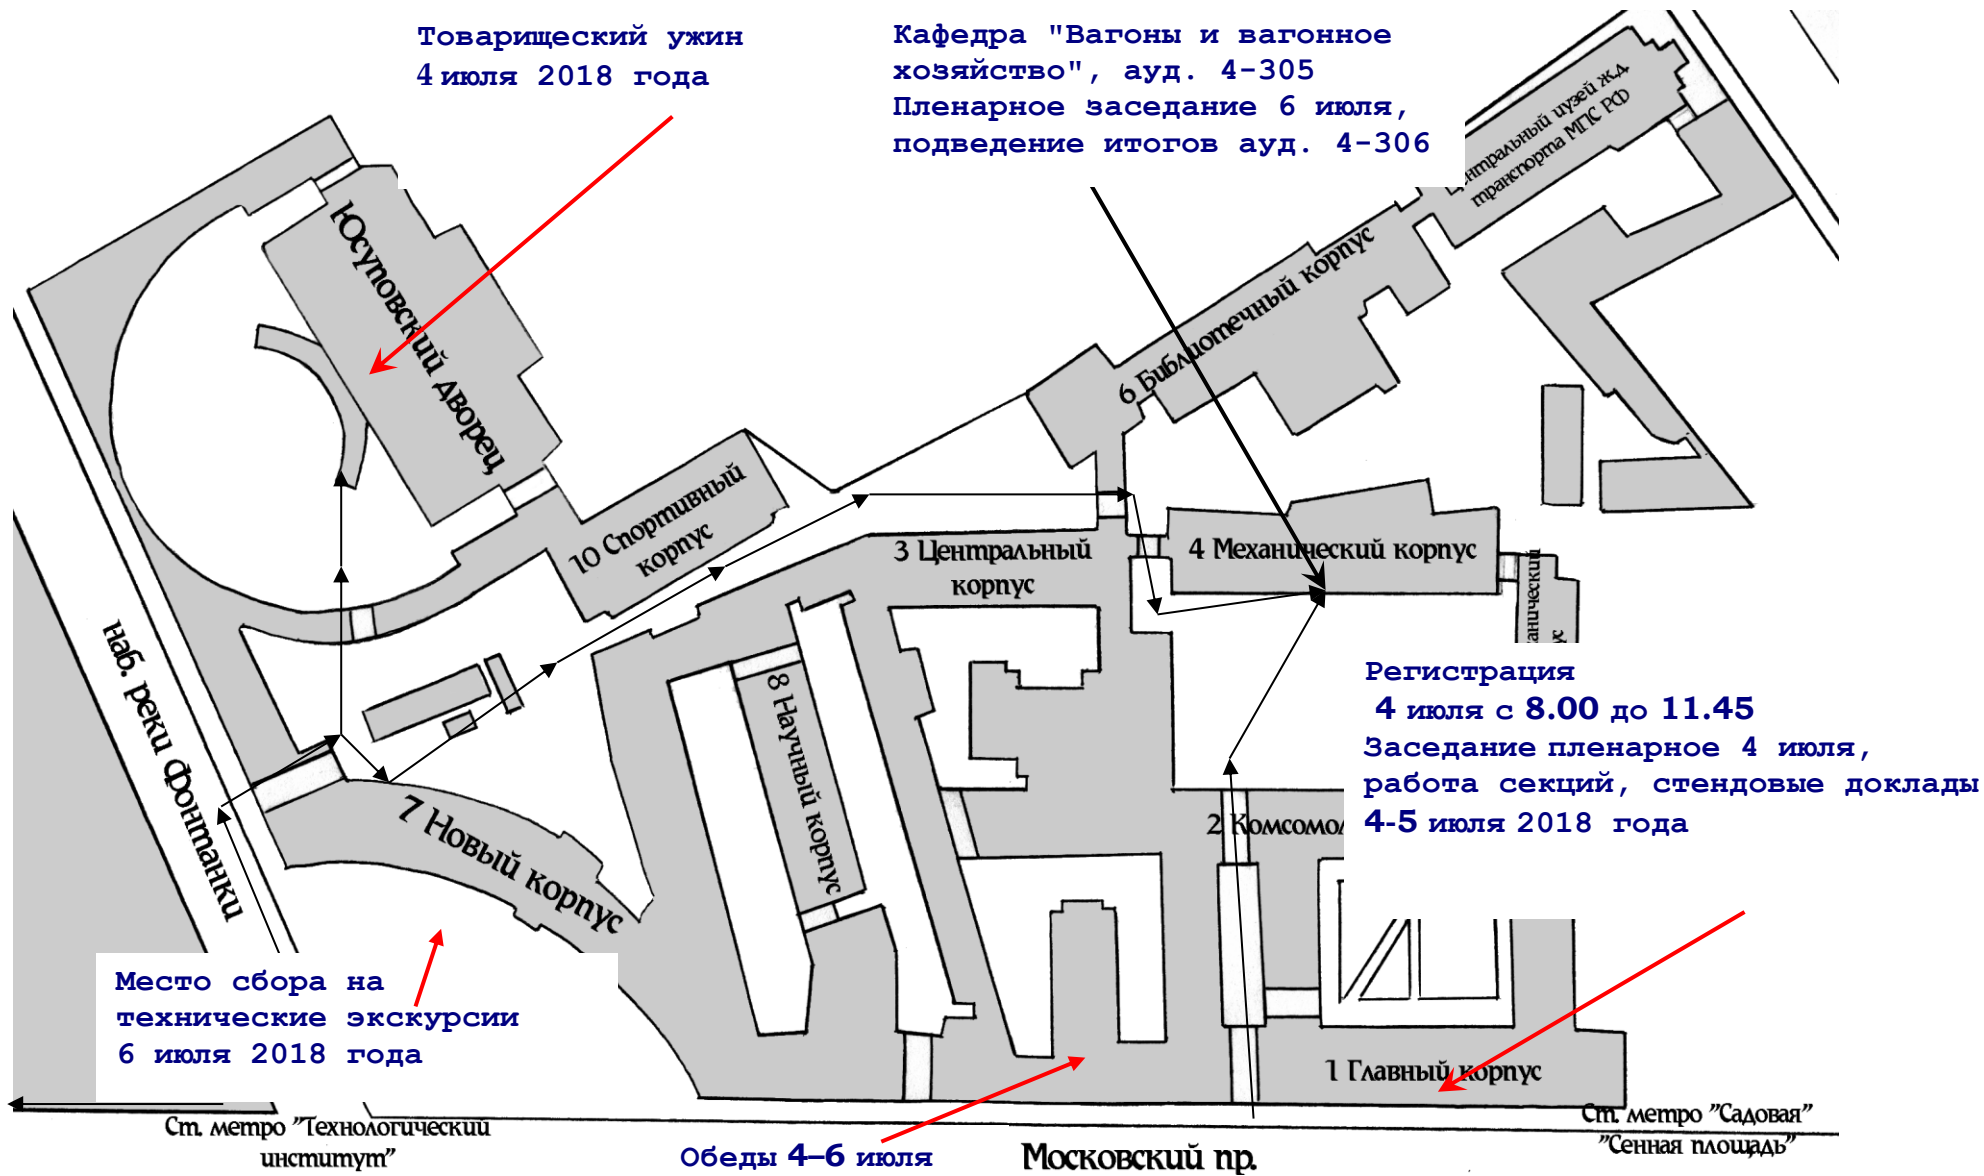 Товарищеский ужин
4 июля 2018 года
Кафедра "Вагоны и вагонное
хозяйство", ауд. 4-305
Пленарное заседание 6 июля,
подведение итогов ауд. 4-306
Центральный музей ж.д.
транспорта МПС РФ
Юсуповский дворец
6 Библиотечный корпус
10 Спортивный
корпус
3 Центральный
корпус
4 Механический корпус
наб. реки Фонтанки
8 Научный корпус
7 Новый корпус
Регистрация
4 июля с 8.00 до 11.45
Заседание пленарное 4 июля,
работа секций, стендовые доклады
4-5 июля 2018 года
2 Комсомол
Место сбора на
технические экскурсии
6 июля 2018 года
1 Главный корпус
Ст. метро "Технологический
институт"
Обеды 4–6 июля
Московский пр.
Ст. метро "Садовая"
"Сенная площадь"